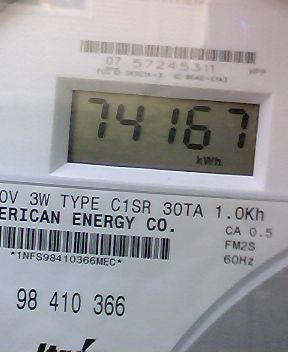 07. 57245311
74167
kWh
0V 3W TYPE C1SR 30TA 1.0Kh
ERICAN ENERGY CO.
CA 0.5
FM2S
60Hz
*1NFS98410366MEC*
98 410 366